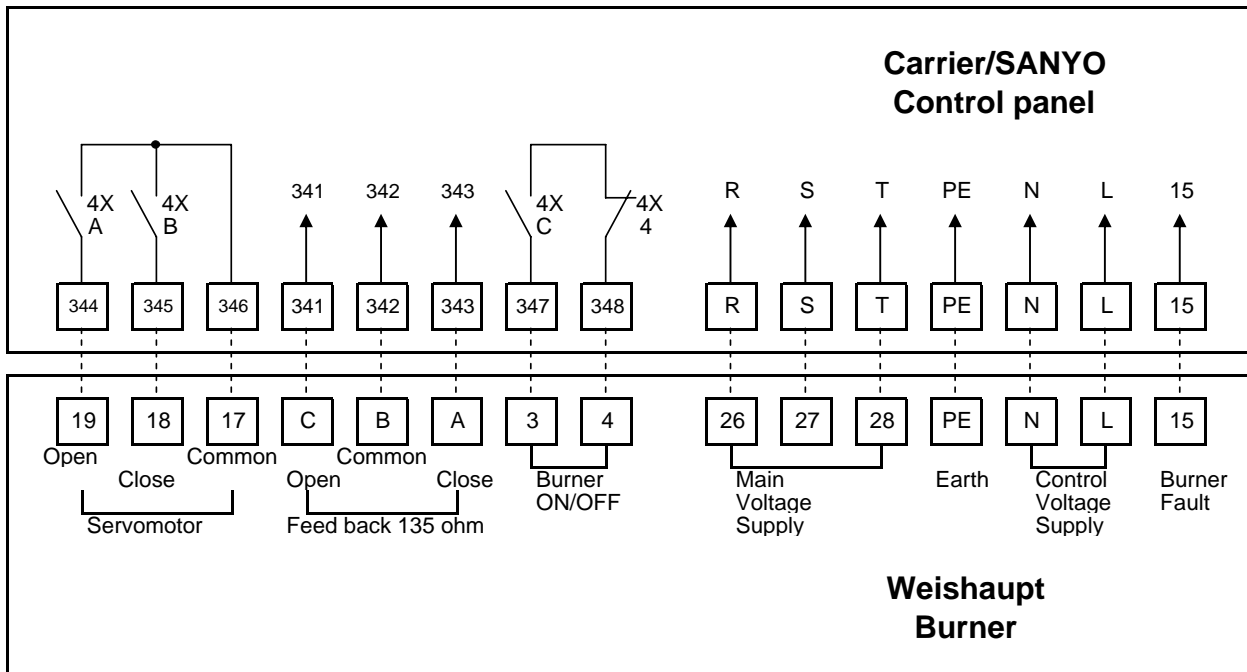 Carrier/SANYO
Control panel
4X
A
4X
B
341
342
343
4X
C
4X
4
R
S
T
PE
N
L
15
344
345
346
341
342
343
347
348
R
S
T
PE
N
L
15
19
18
17
C
B
A
3
4
26
27
28
PE
N
L
15
Open
Common
Common
Close
Open
Close
Burner
ON/OFF
Main
Voltage
Supply
Earth
Control
Voltage
Supply
Burner
Fault
Servomotor
Feed back 135 ohm
Weishaupt
Burner